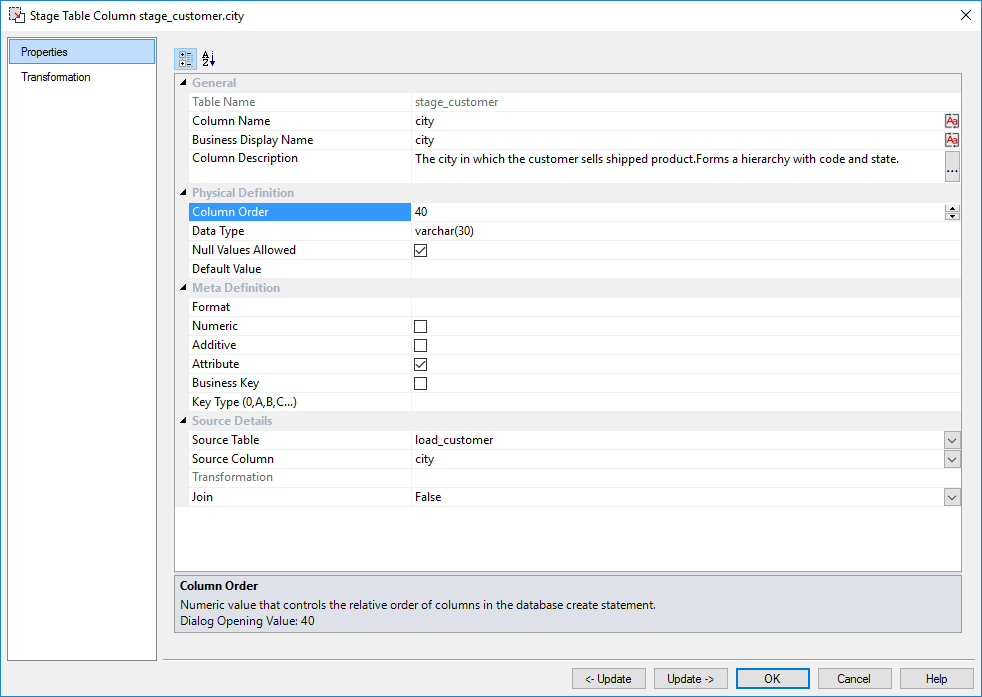 Stage Table Column stage_customer.city
Properties
Transformation
General
Table Name stage_customer
Column Name city
Business Display Name city
Column Description The city in which the customer sells shipped product.Forms a hierarchy with code and state.
...
Physical Definition
Column Order 40
Data Type varchar(30)
Null Values Allowed
Default Value
Meta Definition
Format
Numeric
Additive
Attribute
Business Key
Key Type (0,A,B,C...)
Source Details
Source Table load_customer
Source Column city
Transformation
Join False
Column Order
Numeric value that controls the relative order of columns in the database create statement.
Dialog Opening Value: 40
<- Update Update -> OK Cancel Help